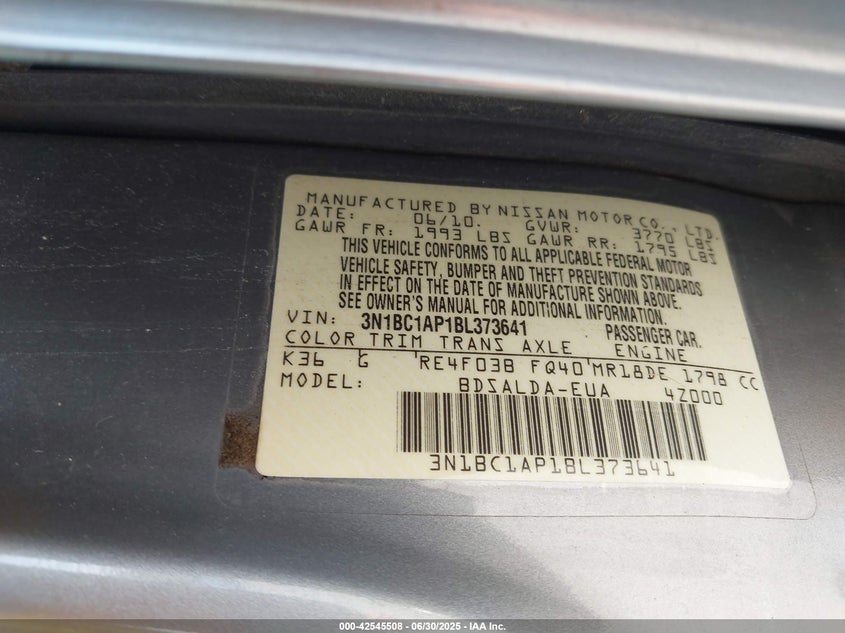 MANUFACTURED BY NISSAN MOTOR CO., LTD.
DATE: 06/10. GVWR: 3770 LBS
GAWR FR: 1993 LBS GAWR RR: 1795 LBS
THIS VEHICLE CONFORMS TO ALL APPLICABLE FEDERAL MOTOR
VEHICLE SAFETY, BUMPER AND THEFT PREVENTION STANDARDS
IN EFFECT ON THE DATE OF MANUFACTURE SHOWN ABOVE.
SEE OWNER'S MANUAL FOR ADDITIONAL INFORMATION.
VIN: 3N1BC1AP1BL373641 PASSENGER CAR.
COLOR TRIM TRANS AXLE ENGINE
K36 G RE4F03B FQ40 MR18DE 1798 CC
MODEL: BDSALDA-EUA 4Z000
3N1BC1AP1BL373641
000-42545508 - 06/30/2025 - IAA Inc.